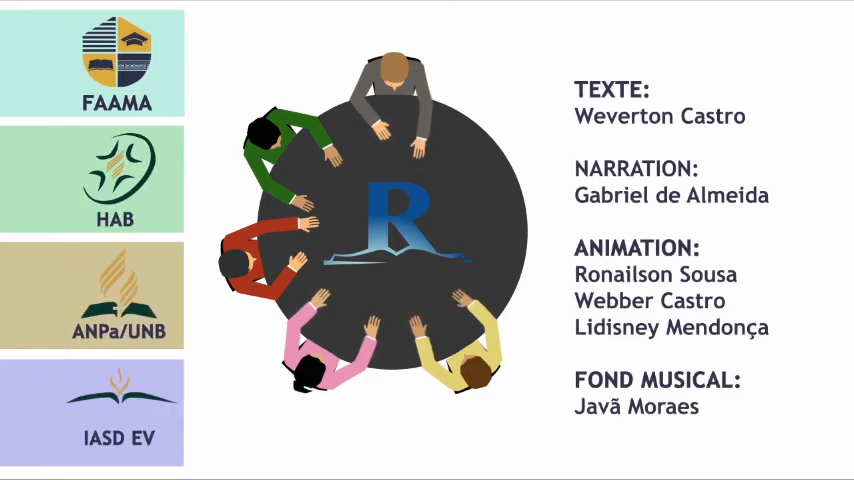 FAAMA
HAB
ANPa/UNB
IASD EV
R
TEXTE:
Weverton Castro
NARRATION:
Gabriel de Almeida
ANIMATION:
Ronailson Sousa
Webber Castro
Lidisney Mendonça
FOND MUSICAL:
Javã Moraes